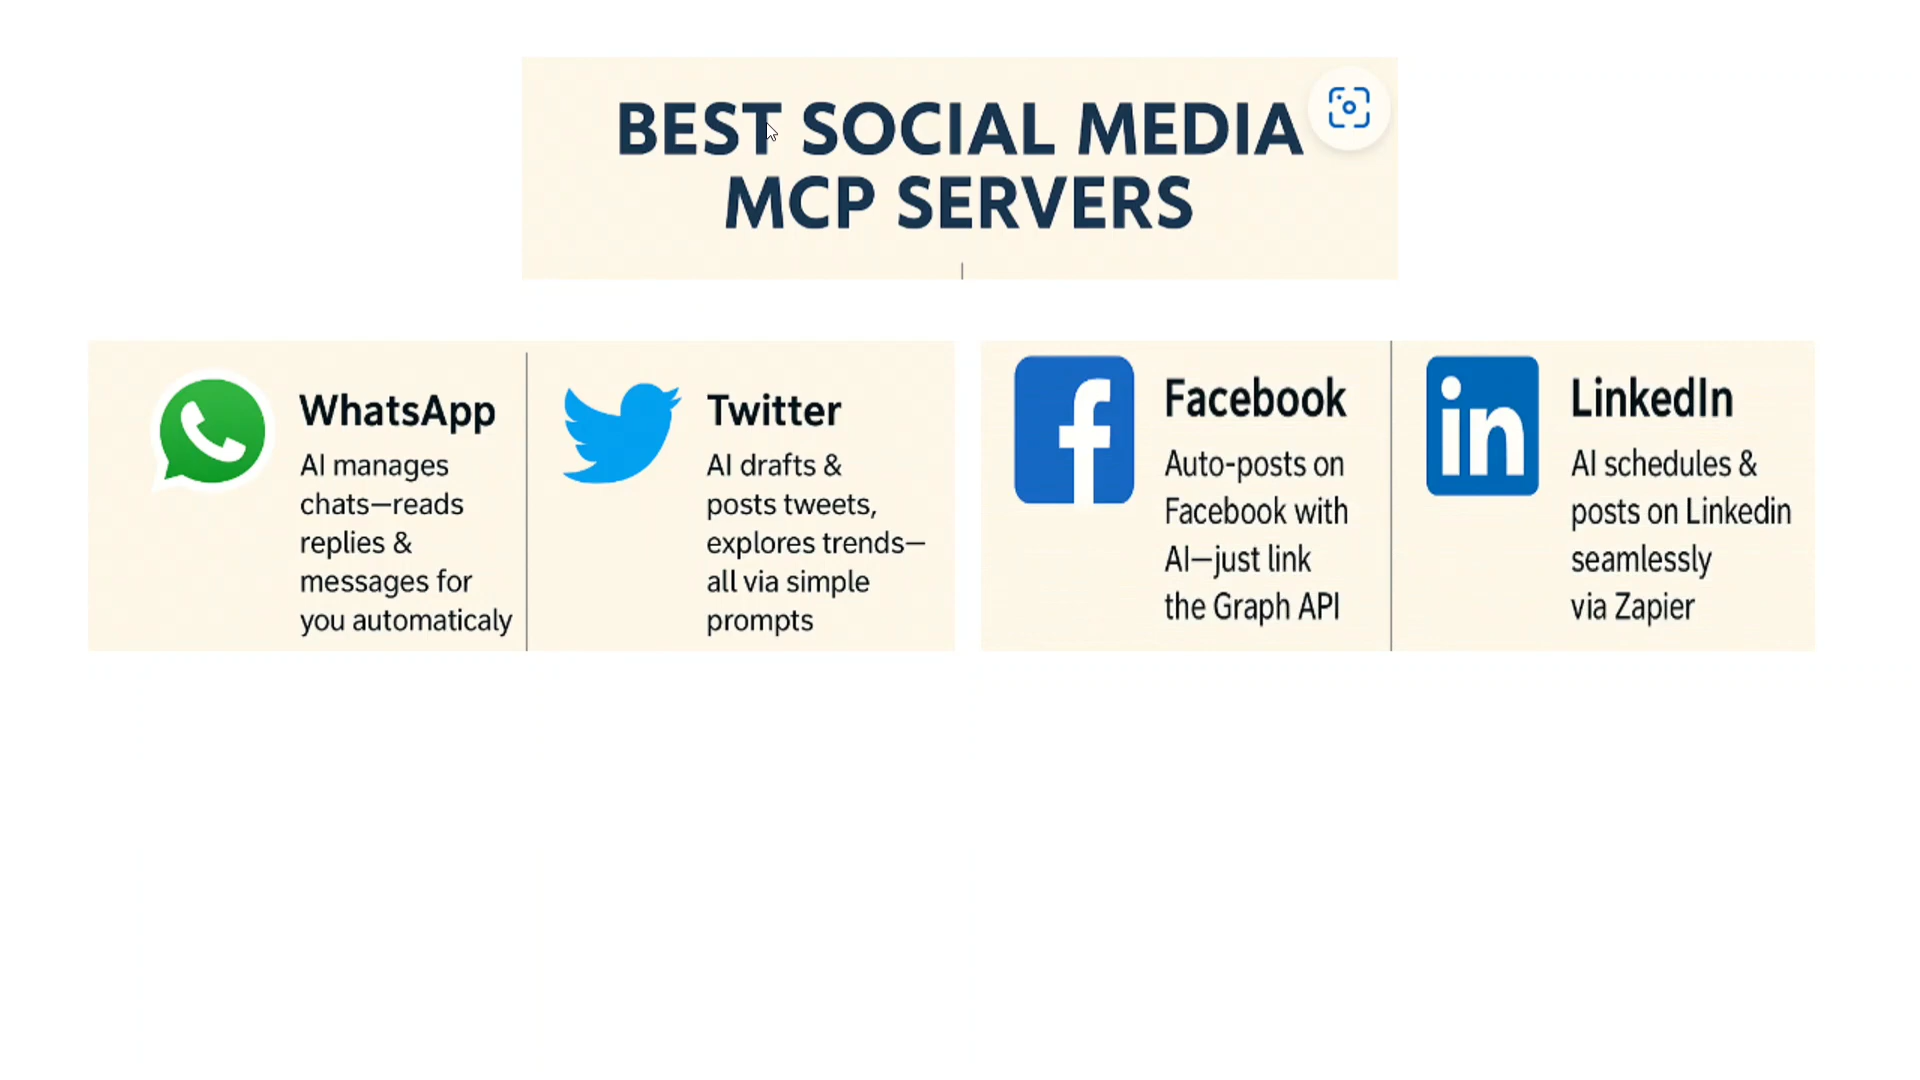 BEST SOCIAL MEDIA
MCP SERVERS
WhatsApp
AI manages
chats—reads
replies &
messages for
you automaticaly
Twitter
AI drafts &
posts tweets,
explores trends—
all via simple
prompts
Facebook
Auto-posts on
Facebook with
AI—just link
the Graph API
LinkedIn
AI schedules &
posts on Linkedin
seamlessly
via Zapier